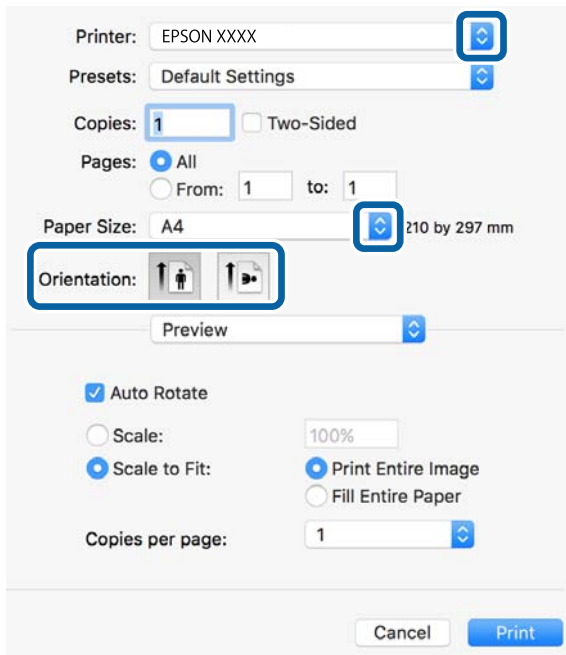 Printer: EPSON XXXX
Presets: Default Settings
Copies: 1 Two-Sided
Pages: All
From: 1 to: 1
Paper Size: A4 210 by 297 mm
Orientation:
Preview
Auto Rotate
Scale: 100%
Scale to Fit: Print Entire Image
Fill Entire Paper
Copies per page: 1
Cancel Print